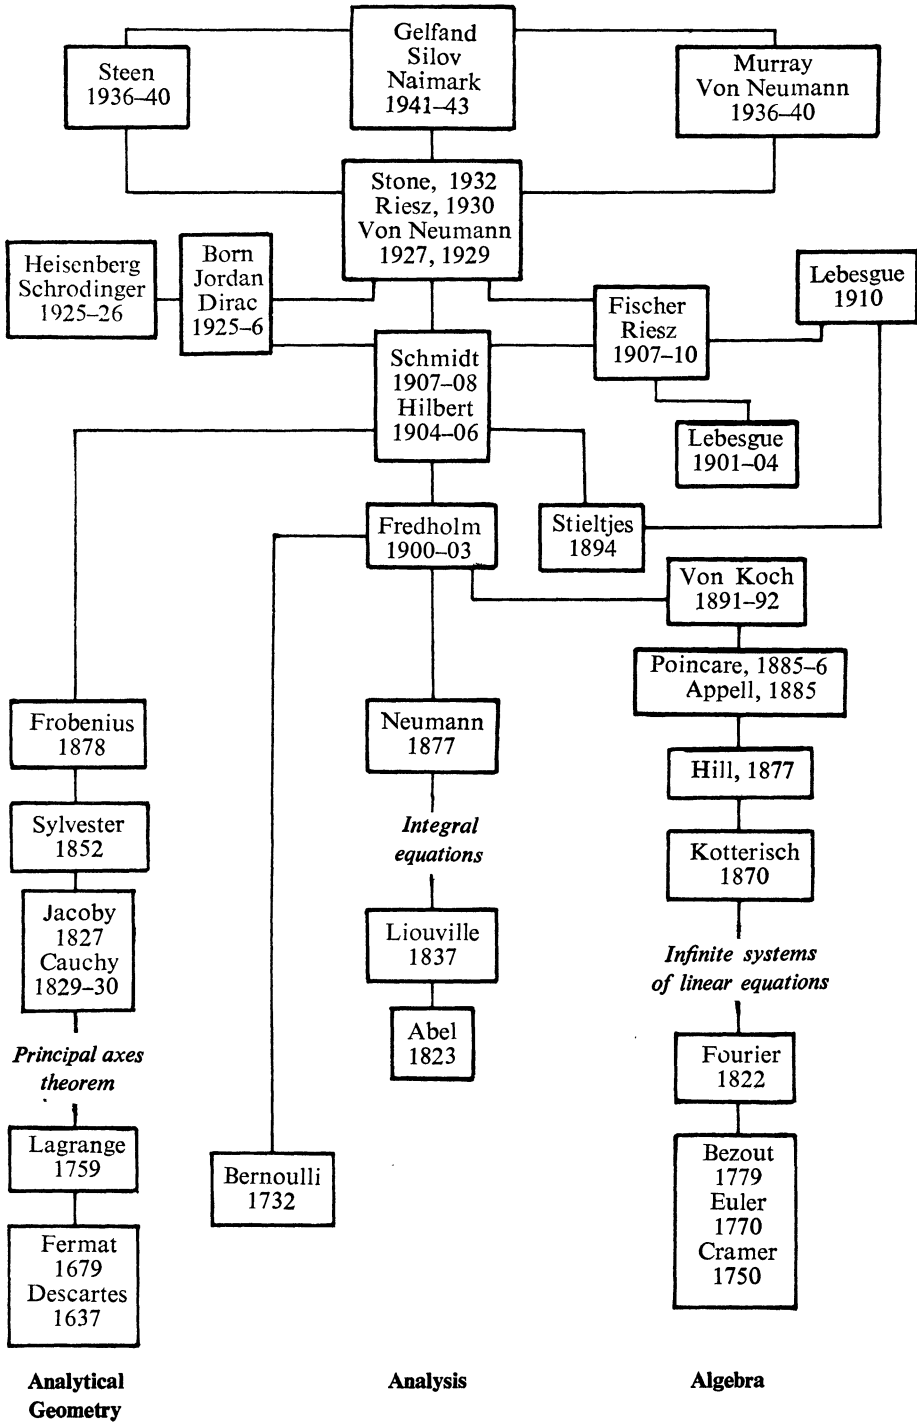 Gelfand
Silov
Naimark
1941–43
Steen
1936–40
Murray
Von Neumann
1936–40
Stone, 1932
Riesz, 1930
Von Neumann
1927, 1929
Heisenberg
Schrodinger
1925–26
Born
Jordan
Dirac
1925–6
Lebesgue
1910
Fischer
Riesz
1907–10
Schmidt
1907–08
Hilbert
1904–06
Lebesgue
1901–04
Fredholm
1900–03
Stieltjes
1894
Von Koch
1891–92
Poincare, 1885–6
Appell, 1885
Frobenius
1878
Neumann
1877
Hill, 1877
Sylvester
1852
Integral
equations
Kotterisch
1870
Jacoby
1827
Cauchy
1829–30
Liouville
1837
Infinite systems
of linear equations
Principal axes
theorem
Abel
1823
Fourier
1822
Lagrange
1759
Bernoulli
1732
Bezout
1779
Euler
1770
Cramer
1750
Fermat
1679
Descartes
1637
Analytical
Geometry
Analysis
Algebra